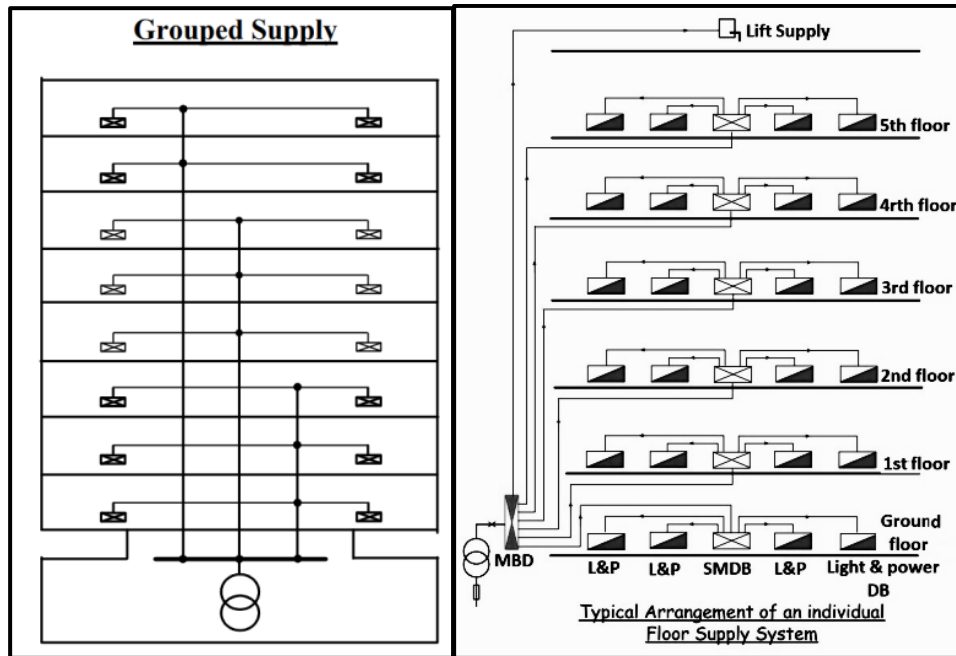 Grouped Supply
Lift Supply
5th floor
4rth floor
3rd floor
2nd floor
1st floor
Ground
floor
MBD
L&P
L&P
SMDB
L&P
Light & power
DB
Typical Arrangement of an individual
Floor Supply System